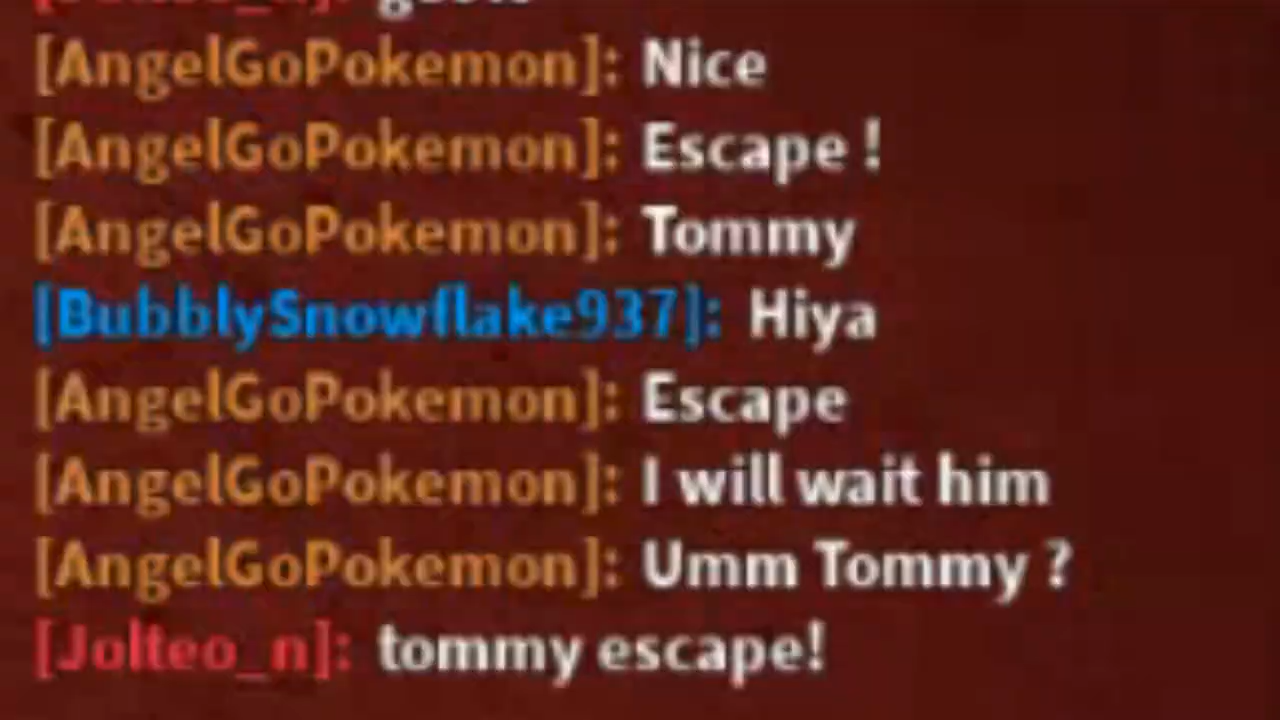 [AngelGoPokemon]: Nice
[AngelGoPokemon]: Escape !
[AngelGoPokemon]: Tommy
[BubblySnowflake937]: Hiya
[AngelGoPokemon]: Escape
[AngelGoPokemon]: I will wait him
[AngelGoPokemon]: Umm Tommy ?
[Jolteo_n]: tommy escape!